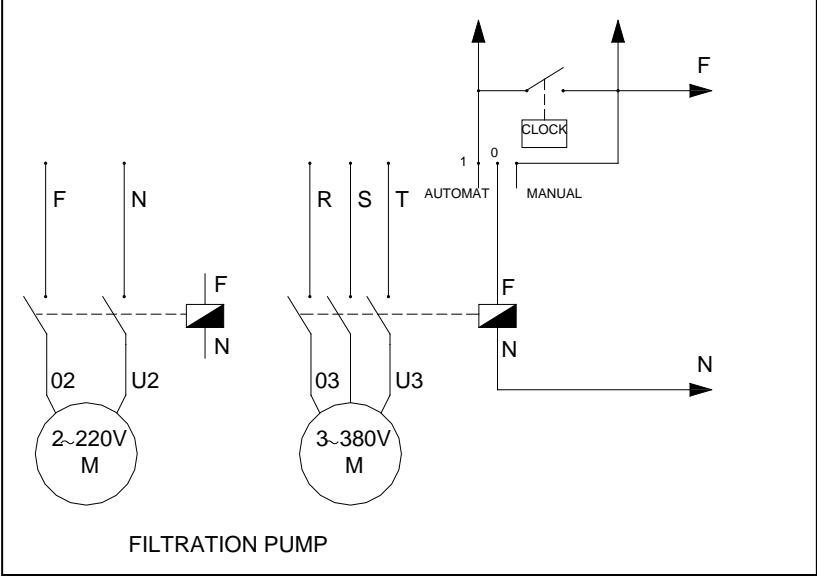 F
CLOCK
1 0
AUTOMAT MANUAL
F N R S T
F F
N N
N
02 U2 03 U3
2~220V 3~380V
M M
FILTRATION PUMP